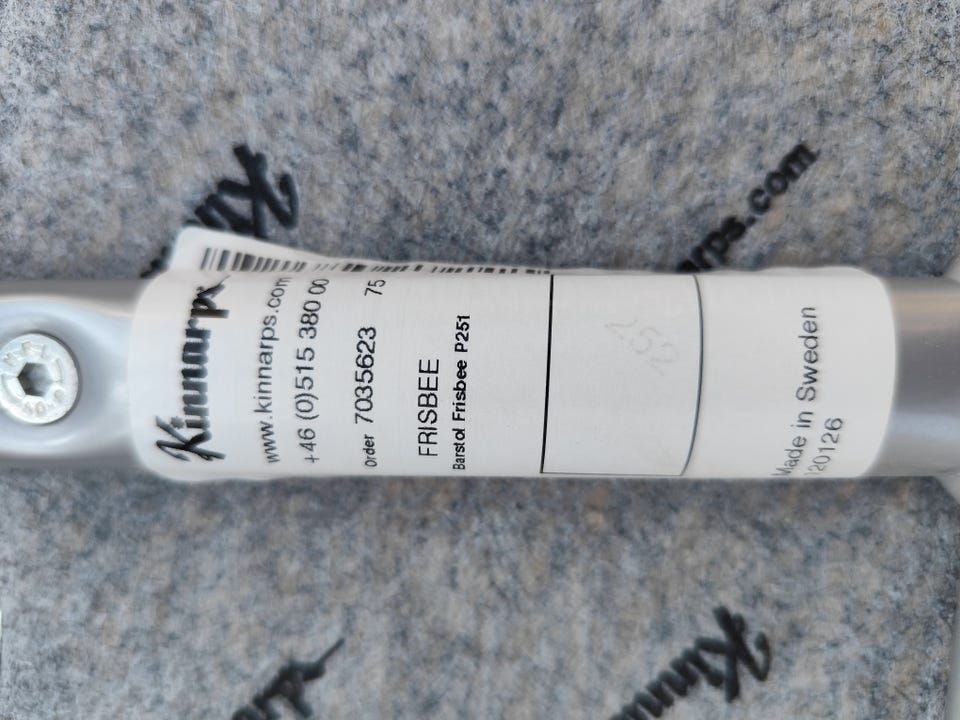 Kinnarps
www.kinnarps.com
+46 (0)515 380 00
Order 7035623 75
FRISBEE
Barstol Frisbee P251
Made in Sweden
120126